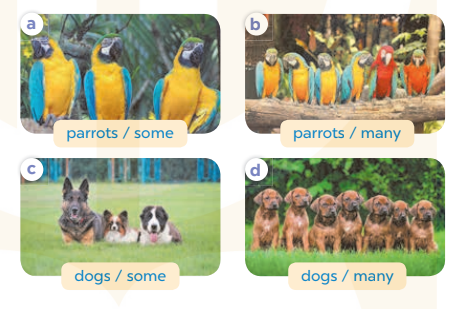 a
parrots / some
b
parrots / many
c
dogs / some
d
dogs / many